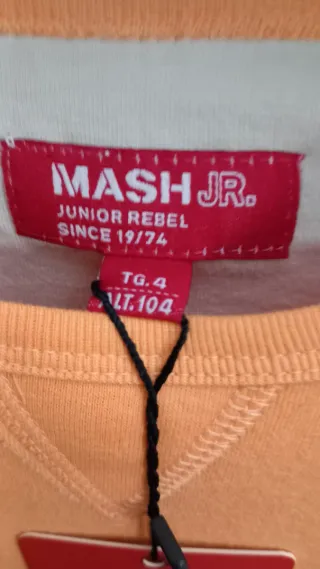 MASH JR.
JUNIOR REBEL
SINCE 19/74
TG.4
ALT.104